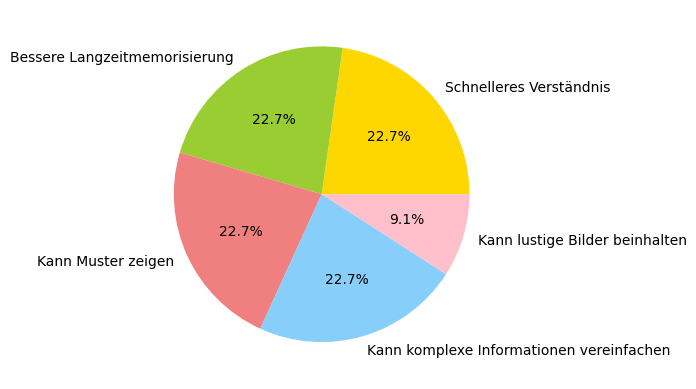 Bessere Langzeitmemorisierung
Schnelleres Verständnis
22.7%
22.7%
9.1%
22.7%
Kann lustige Bilder beinhalten
Kann Muster zeigen
22.7%
Kann komplexe Informationen vereinfachen